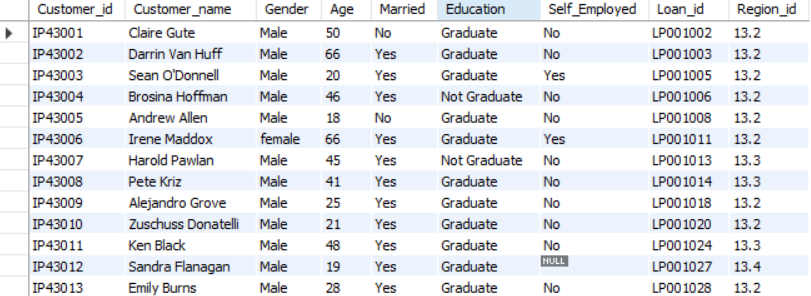 Customer_id Customer_name Gender Age Married Education Self_Employed Loan_id Region_id
IP43001 Claire Gute Male 50 No Graduate No LP001002 13.2
IP43002 Darrin Van Huff Male 66 Yes Graduate No LP001003 13.2
IP43003 Sean O'Donnell Male 20 Yes Graduate Yes LP001005 13.2
IP43004 Brosina Hoffman Male 46 Yes Not Graduate No LP001006 13.2
IP43005 Andrew Allen Male 18 No Graduate No LP001008 13.2
IP43006 Irene Maddox female 66 Yes Graduate Yes LP001011 13.2
IP43007 Harold Pawlan Male 45 Yes Not Graduate No LP001013 13.3
IP43008 Pete Kriz Male 41 Yes Graduate No LP001014 13.3
IP43009 Alejandro Grove Male 25 Yes Graduate No LP001018 13.2
IP43010 Zuschuss Donatelli Male 21 Yes Graduate No LP001020 13.2
IP43011 Ken Black Male 48 Yes Graduate No LP001024 13.3
IP43012 Sandra Flanagan Male 19 Yes Graduate NULL LP001027 13.4
IP43013 Emily Burns Male 28 Yes Graduate No LP001028 13.2